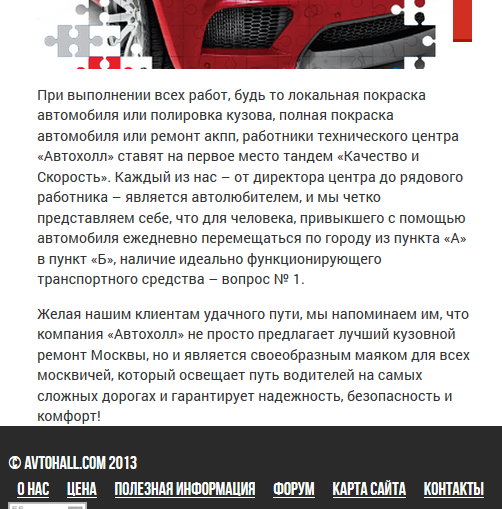 При выполнении всех работ, будь то локальная покраска
автомобиля или полировка кузова, полная покраска
автомобиля или ремонт акпп, работники технического центра
«Автохолл» ставят на первое место тандем «Качество и
Скорость». Каждый из нас – от директора центра до рядового
работника – является автолюбителем, и мы четко
представляем себе, что для человека, привыкшего с помощью
автомобиля ежедневно перемещаться по городу из пункта «А»
в пункт «Б», наличие идеально функционирующего
транспортного средства – вопрос № 1.
Желая нашим клиентам удачного пути, мы напоминаем им, что
компания «Автохолл» не просто предлагает лучший кузовной
ремонт Москвы, но и является своеобразным маяком для всех
москвичей, который освещает путь водителей на самых
сложных дорогах и гарантирует надежность, безопасность и
комфорт!
© AVTOHALL.COM 2013
О НАС ЦЕНА ПОЛЕЗНАЯ ИНФОРМАЦИЯ ФОРУМ КАРТА САЙТА КОНТАКТЫ